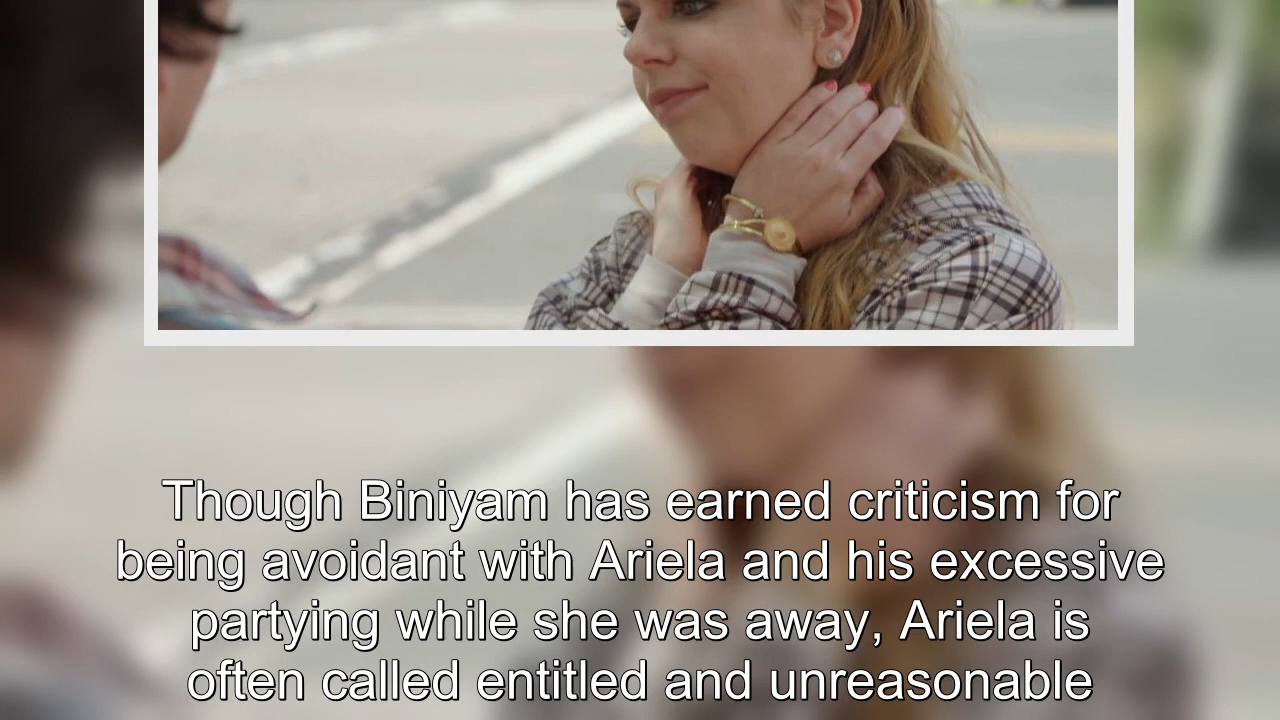 Though Biniyam has earned criticism for
being avoidant with Ariela and his excessive
partying while she was away, Ariela is
often called entitled and unreasonable